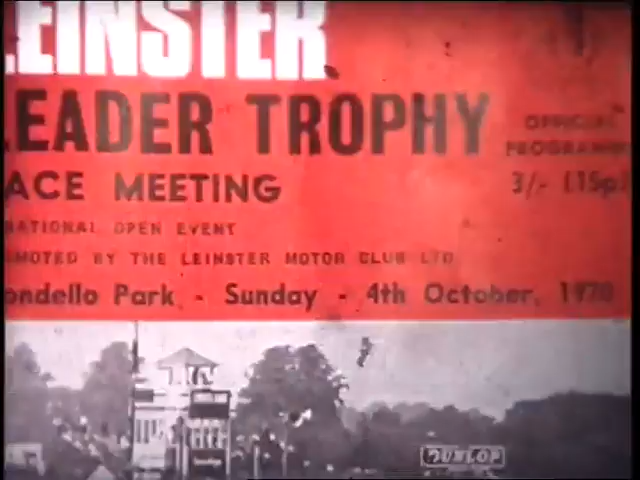 LEINSTER
LEADER TROPHY
OFFICIAL
PROGRAMME
ACE MEETING
3/- (15p)
NATIONAL OPEN EVENT
MOTED BY THE LEINSTER MOTOR CLUB LTD
ondello Park - Sunday - 4th October, 1970
DUNLOP